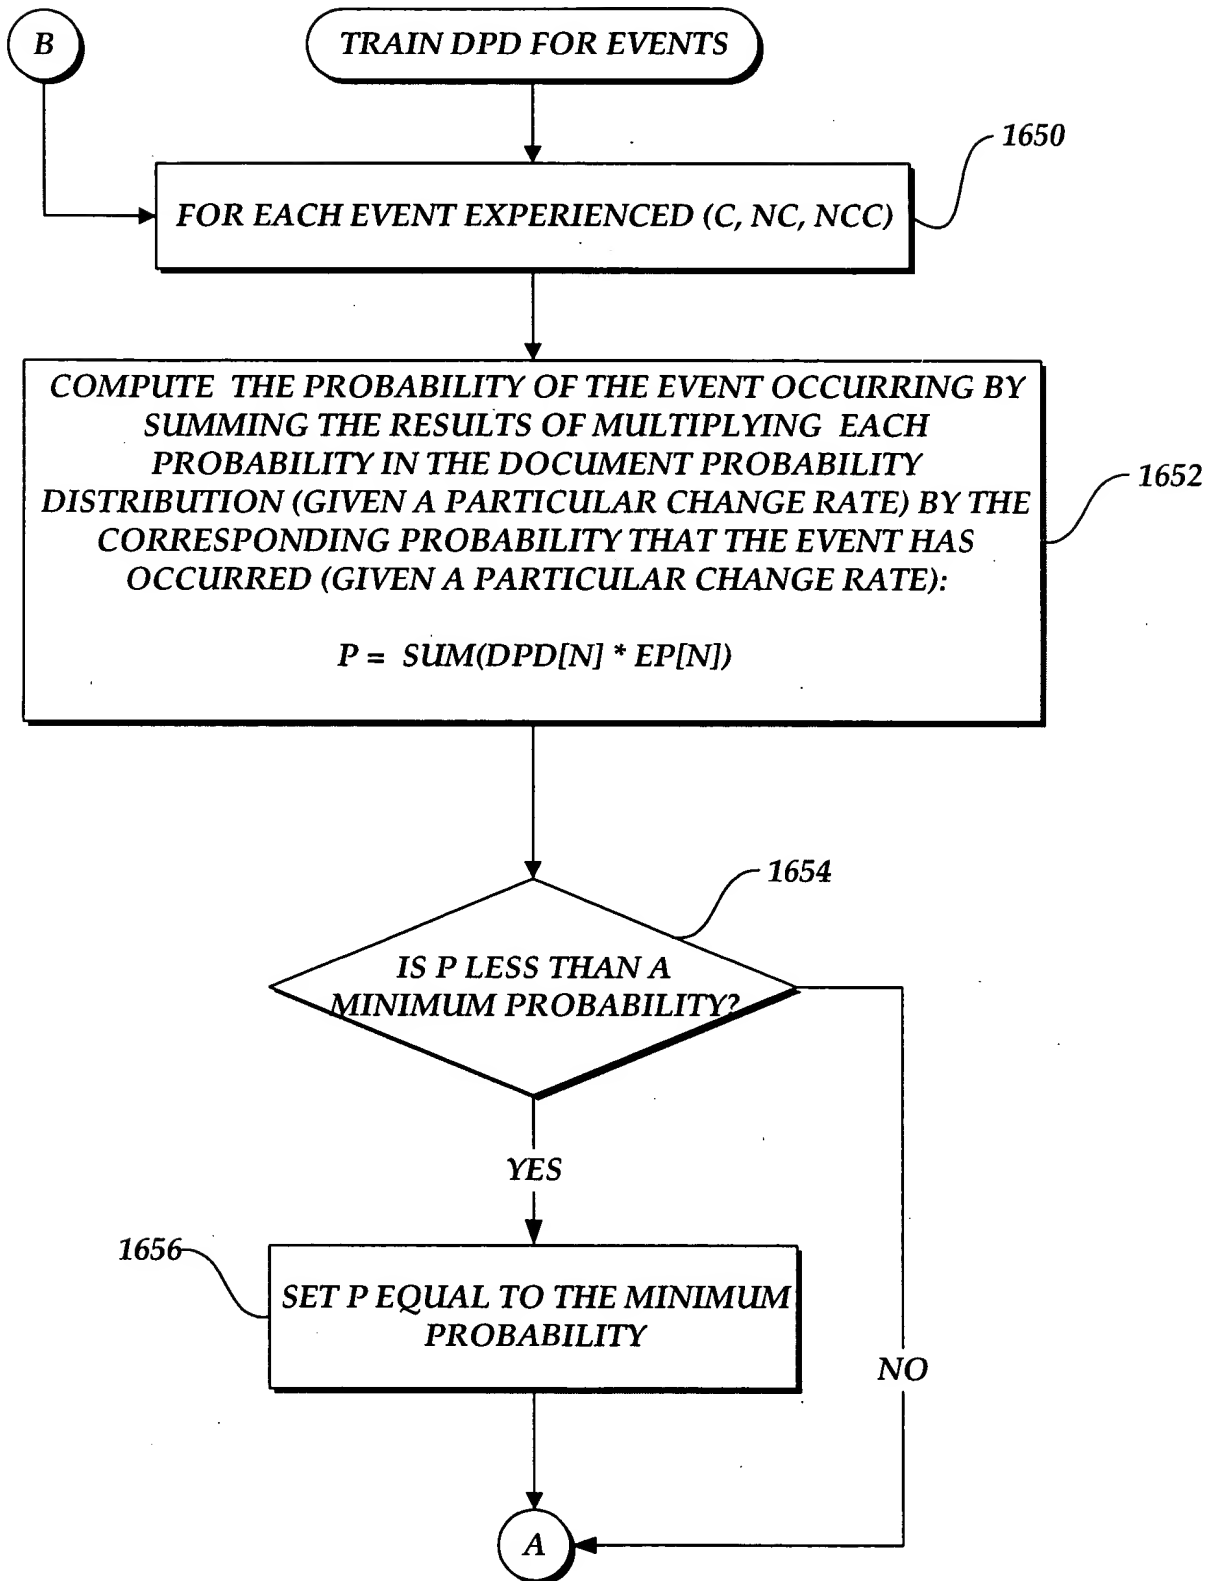 B
TRAIN DPD FOR EVENTS
1650
FOR EACH EVENT EXPERIENCED (C, NC, NCC)
COMPUTE THE PROBABILITY OF THE EVENT OCCURRING BY
SUMMING THE RESULTS OF MULTIPLYING EACH
PROBABILITY IN THE DOCUMENT PROBABILITY
DISTRIBUTION (GIVEN A PARTICULAR CHANGE RATE) BY THE
CORRESPONDING PROBABILITY THAT THE EVENT HAS
OCCURRED (GIVEN A PARTICULAR CHANGE RATE):
P = SUM(DPD[N] * EP[N])
1652
1654
IS P LESS THAN A
MINIMUM PROBABILITY?
YES
1656
SET P EQUAL TO THE MINIMUM
PROBABILITY
NO
A